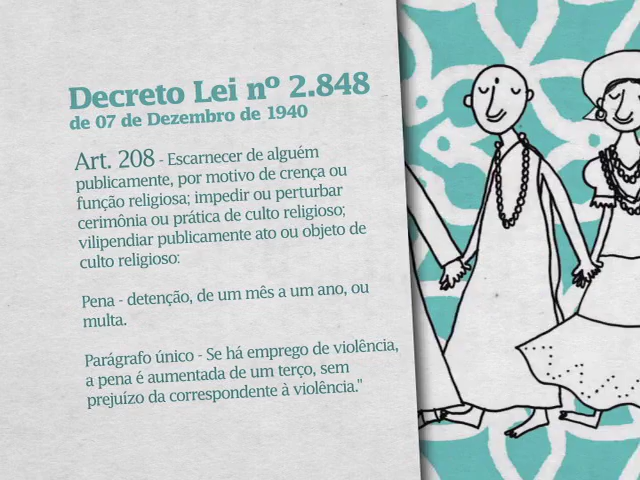 Decreto Lei nº 2.848
de 07 de Dezembro de 1940
Art. 208 - Escarnecer de alguém
publicamente, por motivo de crença ou
função religiosa; impedir ou perturbar
cerimônia ou prática de culto religioso;
vilipendiar publicamente ato ou objeto de
culto religioso:
Pena - detenção, de um mês a um ano, ou
multa.
Parágrafo único - Se há emprego de violência,
a pena é aumentada de um terço, sem
prejuízo da correspondente à violência."